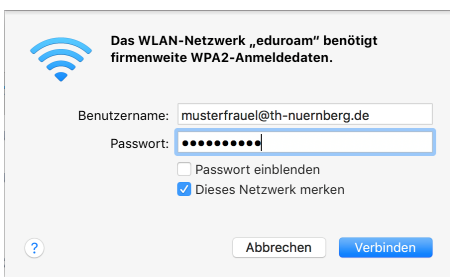 Das WLAN-Netzwerk „eduroam“ benötigt
firmenweite WPA2-Anmeldedaten.
Benutzername: musterfrauel@th-nuernberg.de
Passwort: ●●●●●●●●●●
Passwort einblenden
Dieses Netzwerk merken
? Abbrechen Verbinden